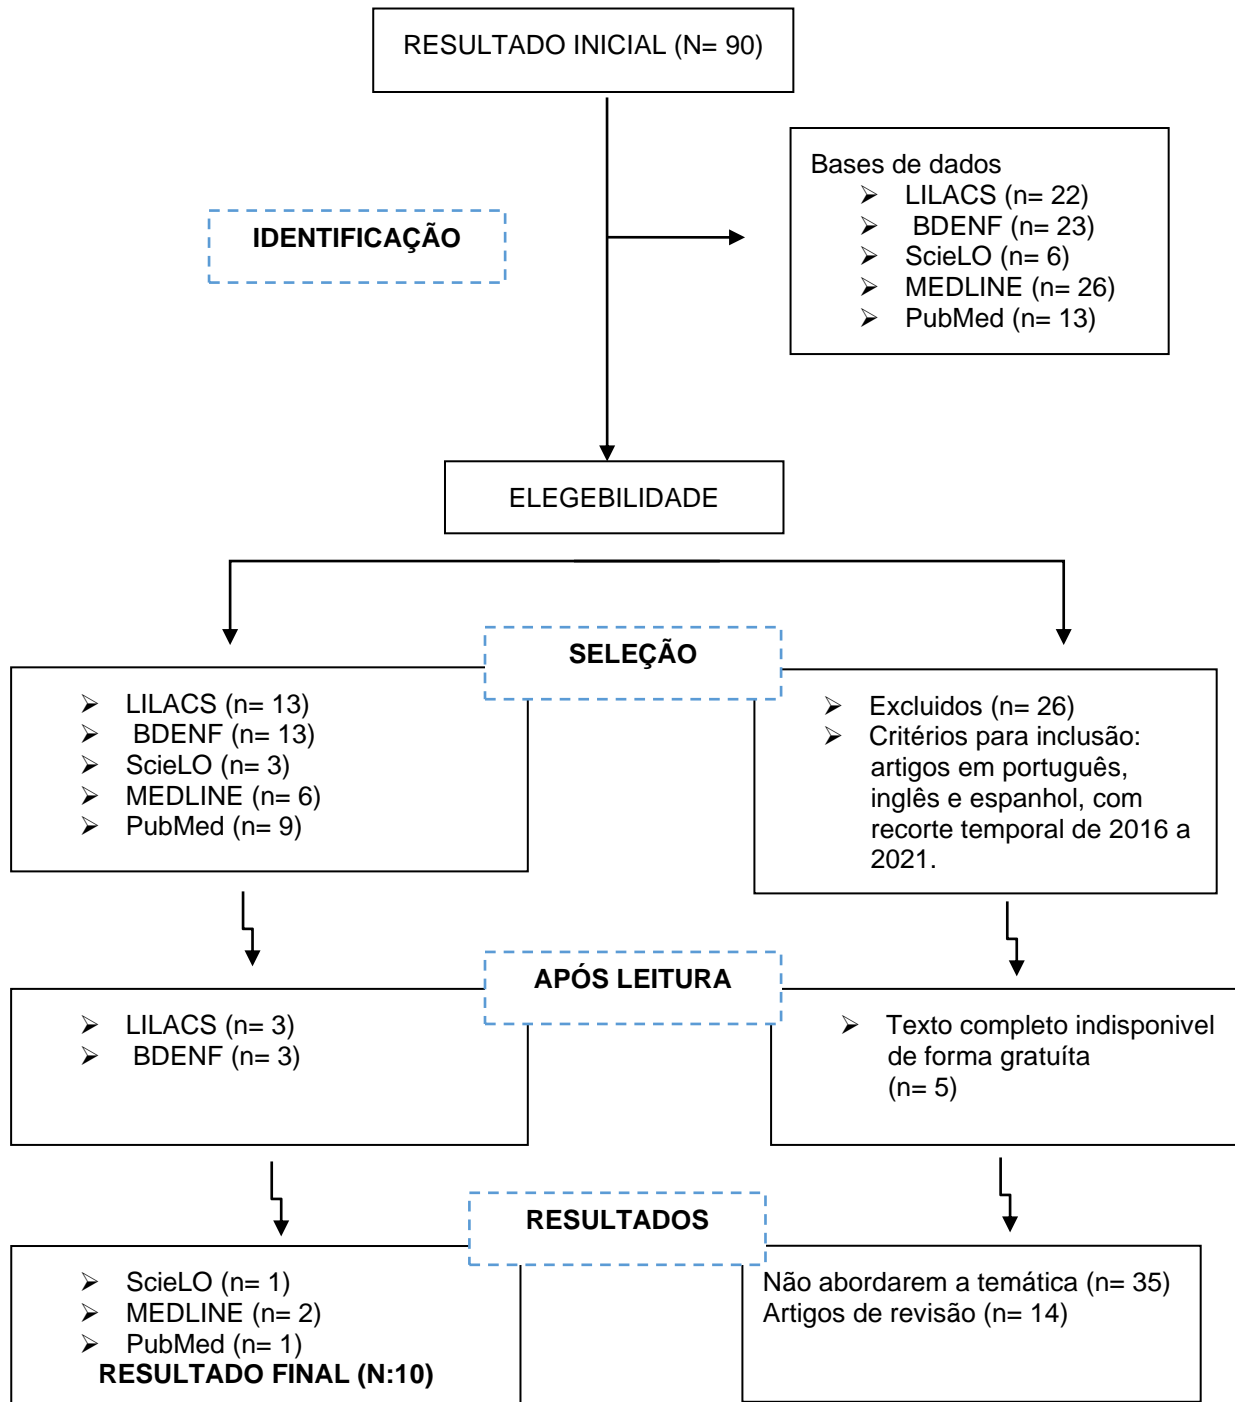 RESULTADO INICIAL (N= 90)
Bases de dados
➢ LILACS (n= 22)
➢ BDENF (n= 23)
➢ ScieLO (n= 6)
➢ MEDLINE (n= 26)
➢ PubMed (n= 13)
IDENTIFICAÇÃO
ELEGEBILIDADE
SELEÇÃO
➢ LILACS (n= 13)
➢ BDENF (n= 13)
➢ ScieLO (n= 3)
➢ MEDLINE (n= 6)
➢ PubMed (n= 9)
➢ Excluidos (n= 26)
➢ Critérios para inclusão:
artigos em português,
inglês e espanhol, com
recorte temporal de 2016 a
2021.
APÓS LEITURA
➢ LILACS (n= 3)
➢ BDENF (n= 3)
➢ Texto completo indisponivel
de forma gratuíta
(n= 5)
RESULTADOS
➢ ScieLO (n= 1)
➢ MEDLINE (n= 2)
➢ PubMed (n= 1)
RESULTADO FINAL (N:10)
Não abordarem a temática (n= 35)
Artigos de revisão (n= 14)